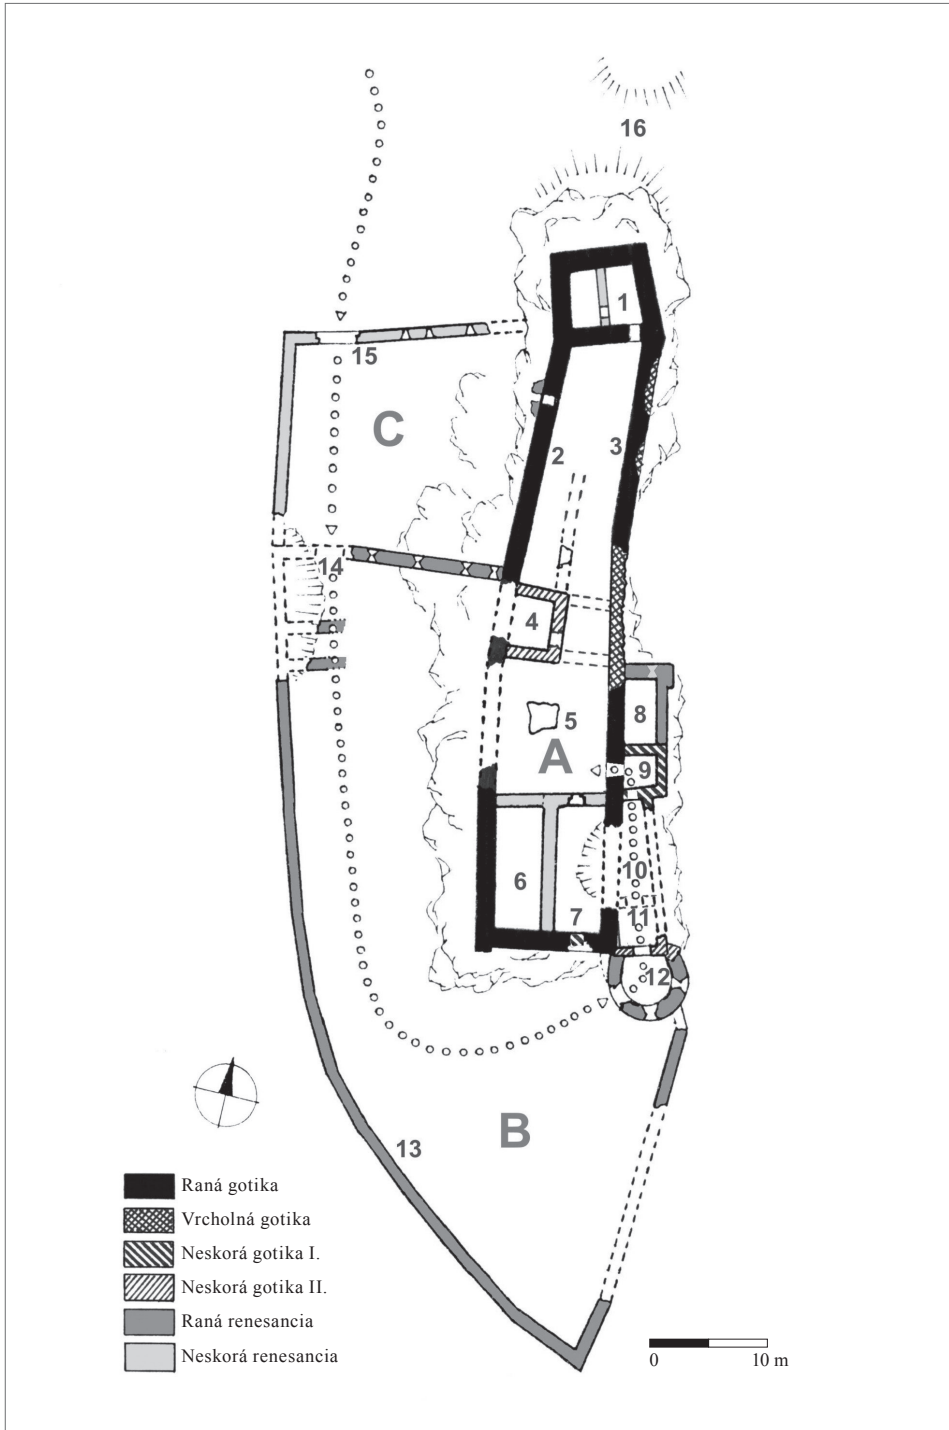 16
1
15
C
2
3
14
4
5
8
A
9
10
6
7
11
12
B
13
Raná gotika
Vrcholná gotika
Neskorá gotika I.
Neskorá gotika II.
Raná renesancia
Neskorá renesancia
0 10 m